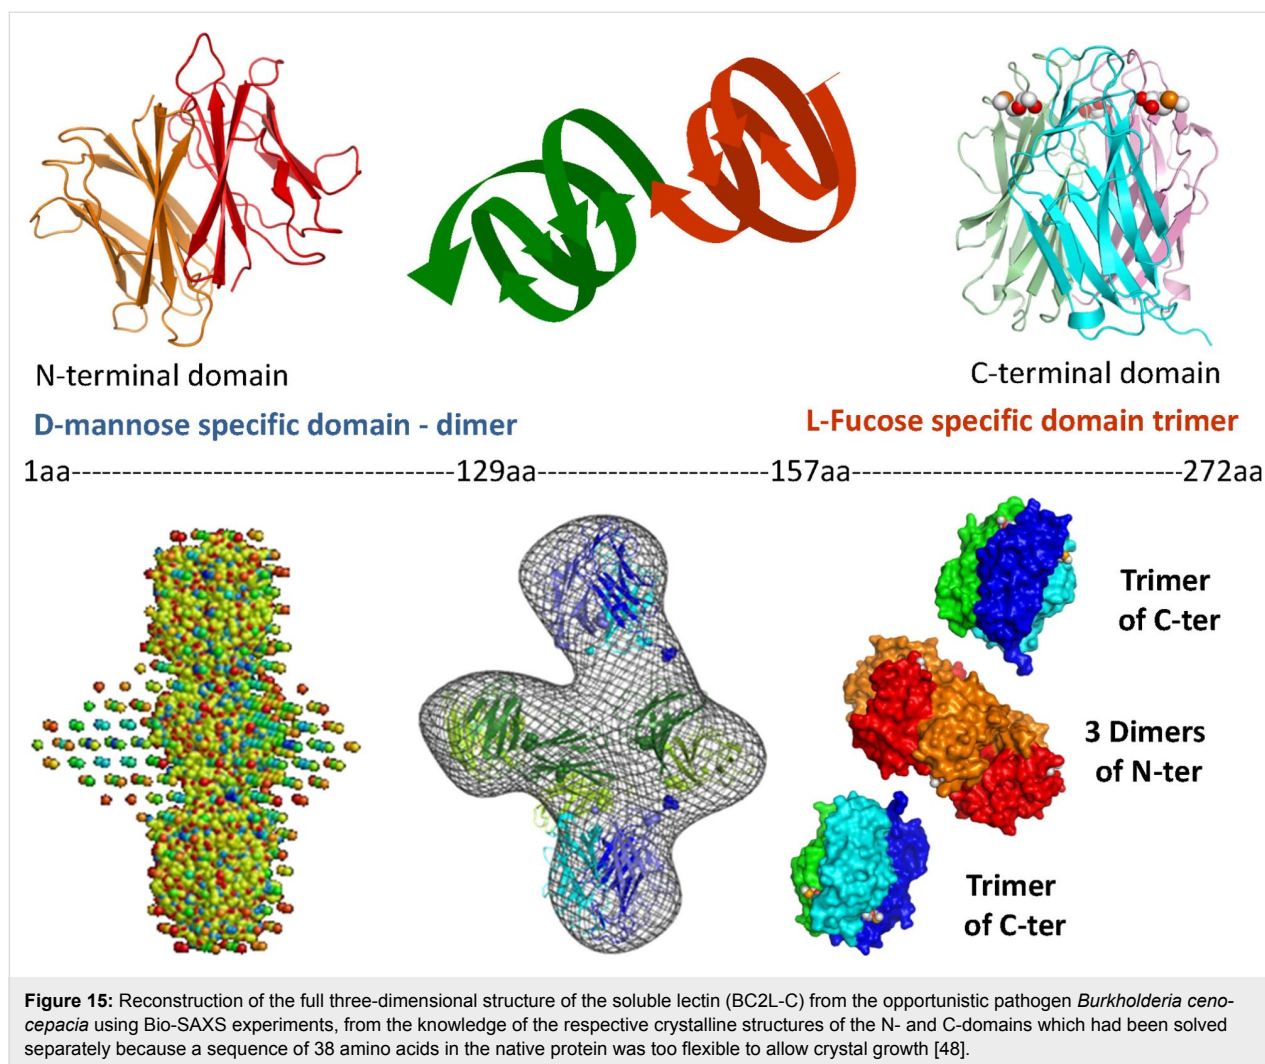 N-terminal domain
C-terminal domain
D-mannose specific domain - dimer
L-Fucose specific domain trimer
1aa---------------------------------------129aa-----------------------157aa---------------------------------272aa
Trimer
of C-ter
3 Dimers
of N-ter
Trimer
of C-ter
Figure 15: Reconstruction of the full three-dimensional structure of the soluble lectin (BC2L-C) from the opportunistic pathogen Burkholderia ceno-
cepacia using Bio-SAXS experiments, from the knowledge of the respective crystalline structures of the N- and C-domains which had been solved
separately because a sequence of 38 amino acids in the native protein was too flexible to allow crystal growth [48].